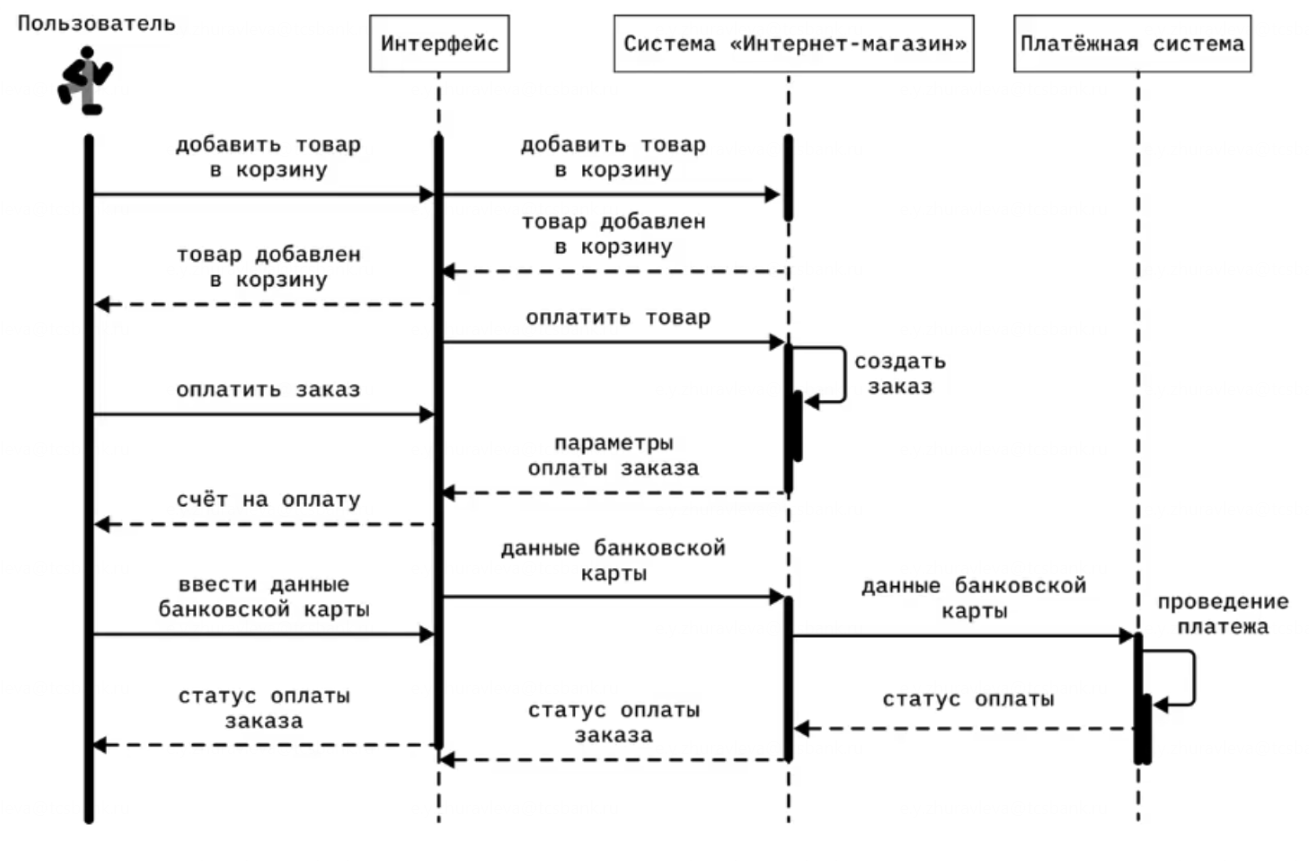 Пользователь
Интерфейс
Система «Интернет-магазин»
Платёжная система
добавить товар
в корзину
добавить товар
в корзину
товар добавлен
в корзину
товар добавлен
в корзину
оплатить товар
создать
заказ
оплатить заказ
параметры
оплаты заказа
счёт на оплату
данные банковской
карты
ввести данные
банковской карты
данные банковской
карты
проведение
платежа
статус оплаты
заказа
статус оплаты
заказа
статус оплаты